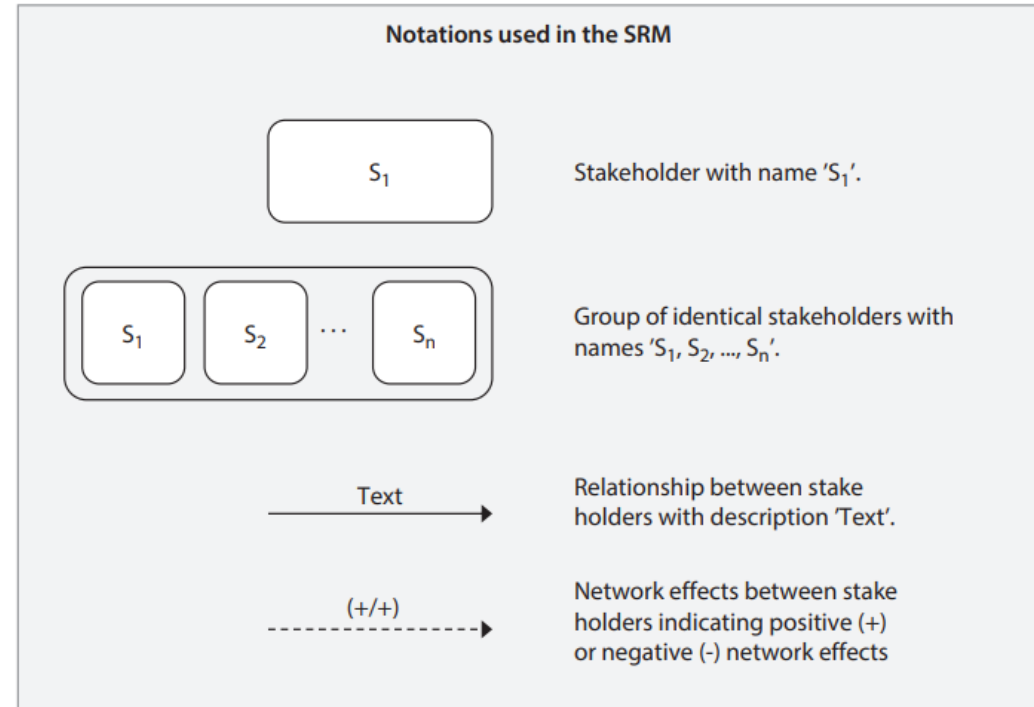 Notations used in the SRM
S1
Stakeholder with name ‘S1’.
S1 S2 ... Sn
Group of identical stakeholders with
names ‘S1, S2, ..., Sn’.
Text
Relationship between stake
holders with description ‘Text’.
(+/+)
Network effects between stake
holders indicating positive (+)
or negative (-) network effects